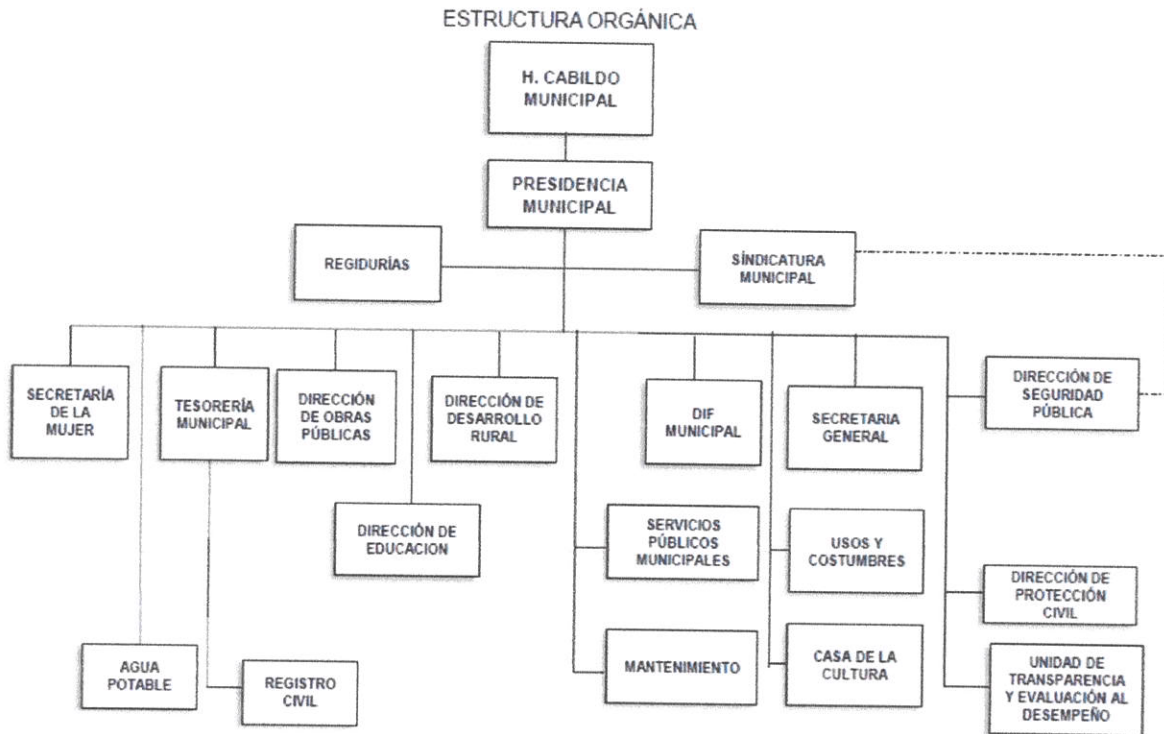 ESTRUCTURA ORGÁNICA
H. CABILDO
MUNICIPAL
PRESIDENCIA
MUNICIPAL
REGIDURÍAS
SÍNDICATURA
MUNICIPAL
SECRETARÍA
DE LA
MUJER
TESORERÍA
MUNICIPAL
DIRECCIÓN
DE OBRAS
PÚBLICAS
DIRECCIÓN DE
DESARROLLO
RURAL
DIF
MUNICIPAL
SECRETARIA
GENERAL
DIRECCIÓN DE
SEGURIDAD
PÚBLICA
DIRECCIÓN DE
EDUCACION
SERVICIOS
PÚBLICOS
MUNICIPALES
USOS Y
COSTUMBRES
DIRECCIÓN DE
PROTECCIÓN
CIVIL
AGUA
POTABLE
REGISTRO
CIVIL
MANTENIMIENTO
CASA DE LA
CULTURA
UNIDAD DE
TRANSPARENCIA
Y EVALUACIÓN AL
DESEMPEÑO